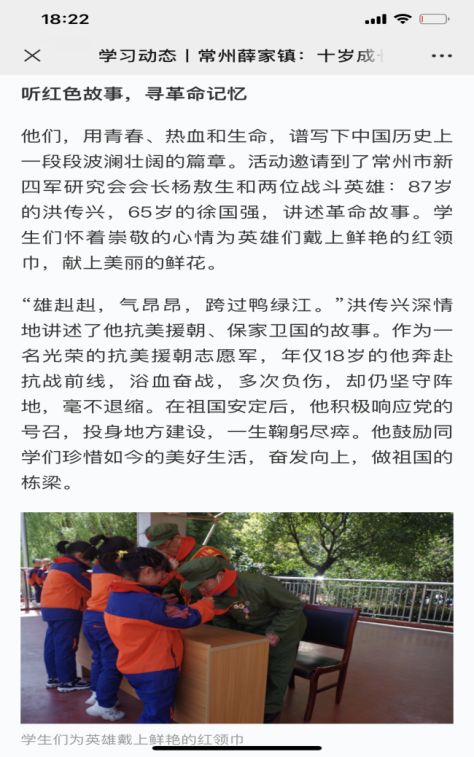 18:22
学习动态丨常州薛家镇：十岁成
听红色故事，寻革命记忆
他们，用青春、热血和生命，谱写下中国历史上
一段段波澜壮阔的篇章。活动邀请到了常州市新
四军研究会会长杨敖生和两位战斗英雄：87岁
的洪传兴，65岁的徐国强，讲述革命故事。学
生们怀着崇敬的心情为英雄们戴上鲜艳的红领
巾，献上美丽的鲜花。
“雄赳赳，气昂昂，跨过鸭绿江。”洪传兴深情
地讲述了他抗美援朝、保家卫国的故事。作为一
名光荣的抗美援朝志愿军，年仅18岁的他奔赴
抗战前线，浴血奋战，多次负伤，却仍坚守阵
地，毫不退缩。在祖国安定后，他积极响应党的
号召，投身地方建设，一生鞠躬尽瘁。他鼓励同
学们珍惜如今的美好生活，奋发向上，做祖国的
栋梁。
学生们为英雄戴上鲜艳的红领巾